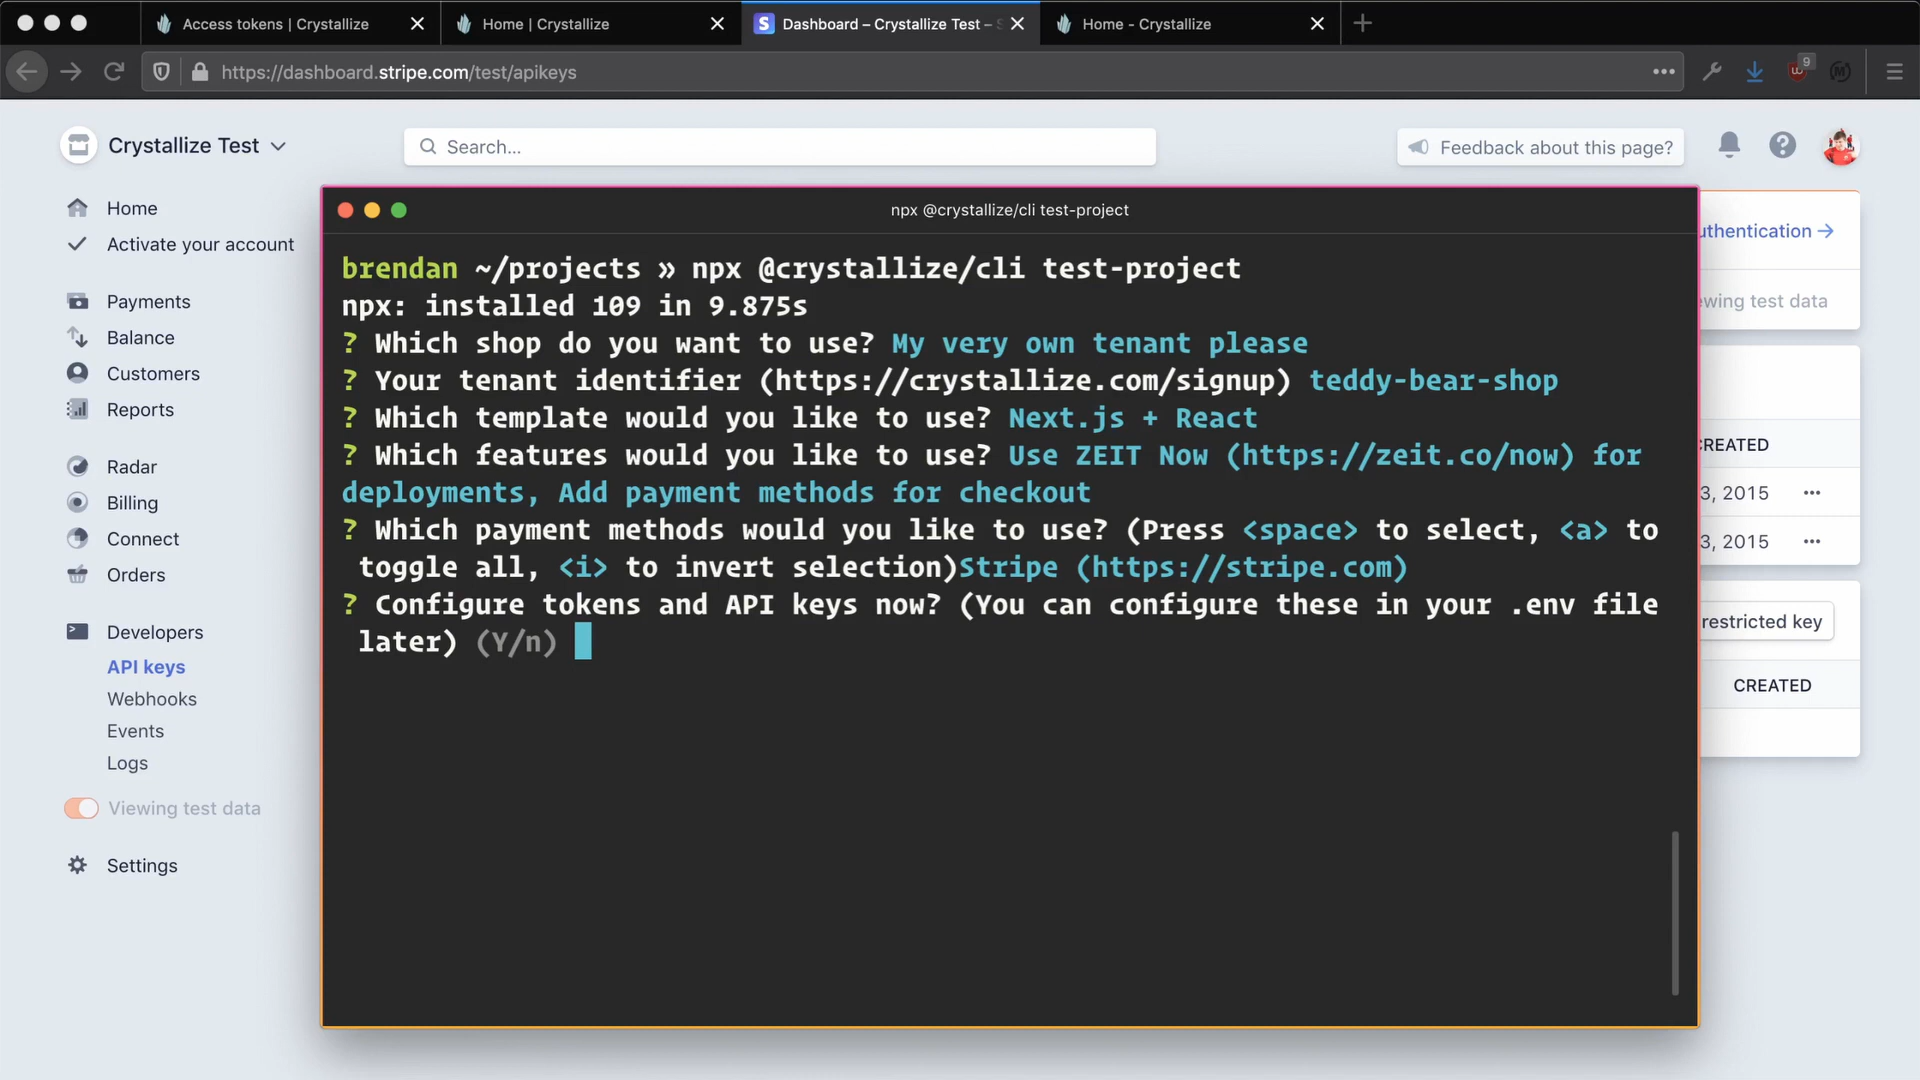 Access tokens | Crystallize
Home | Crystallize
S
Dashboard – Crystallize Test –
Home - Crystallize
https://dashboard.stripe.com/test/apikeys
9
Crystallize Test
Search...
Feedback about this page?
Home
Activate your account
Payments
Balance
Customers
Reports
Radar
Billing
Connect
Orders
Developers
API keys
Webhooks
Events
Logs
Viewing test data
Settings
npx @crystallize/cli test-project
brendan ~/projects » npx @crystallize/cli test-project
npx: installed 109 in 9.875s
? Which shop do you want to use? My very own tenant please
? Your tenant identifier (https://crystallize.com/signup) teddy-bear-shop
? Which template would you like to use? Next.js + React
? Which features would you like to use? Use ZEIT Now (https://zeit.co/now) for
deployments, Add payment methods for checkout
? Which payment methods would you like to use? (Press <space> to select, <a> to
toggle all, <i> to invert selection)Stripe (https://stripe.com)
? Configure tokens and API keys now? (You can configure these in your .env file
later) (Y/n)
uthentication →
ewing test data
CREATED
3, 2015
3, 2015
restricted key
CREATED